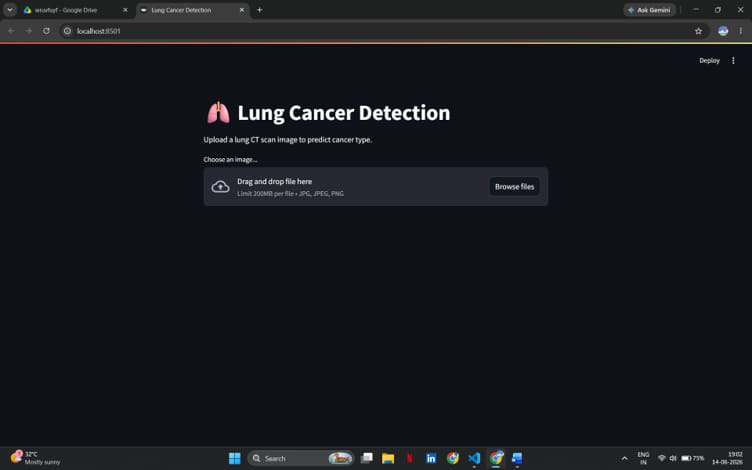 wruvfuyf - Google Drive
Lung Cancer Detection
Ask Gemini
localhost:8501
Deploy
Lung Cancer Detection
Upload a lung CT scan image to predict cancer type.
Choose an image...
Drag and drop file here
Limit 200MB per file • JPG, JPEG, PNG
Browse files
32°C
Mostly sunny
Search
ENG
IN
75%
19:02
14-06-2026